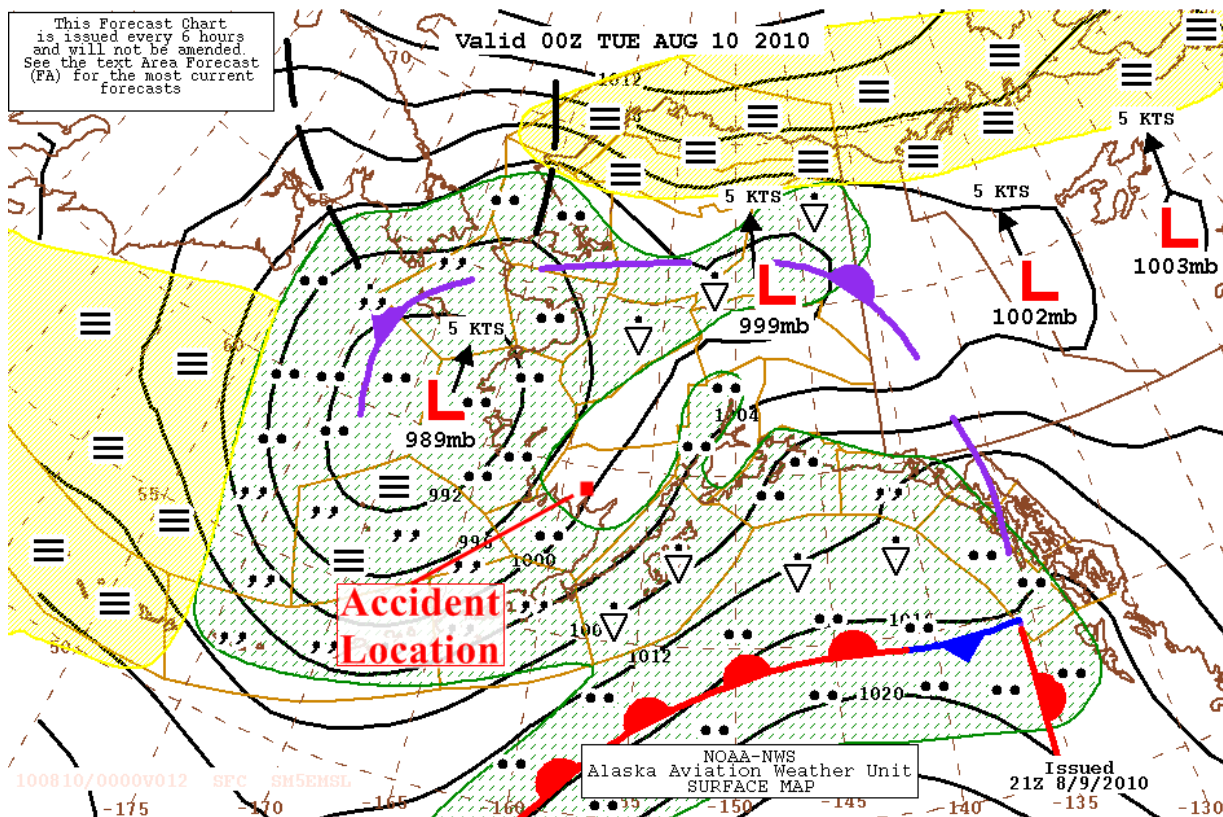 This Forecast Chart
is issued every 6 hours
and will not be amended.
See the text Area Forecast
(FA) for the most current
forecasts
Valid 00Z TUE AUG 10 2010
70
1012
5 KTS
5 KTS
5 KTS
65
1003mb
1002mb
999mb
5 KTS
60
L
L
L
L
989mb
1004
55
992
996
1000
Accident
Location
1012
1016
50
1020
NOAA-NWS
Alaska Aviation Weather Unit
SURFACE MAP
Issued
21Z 8/9/2010
100810/0000V012 SFC SM5EMSL
-175
-170
-165
-160
-155
-150
-145
-140
-135
-130